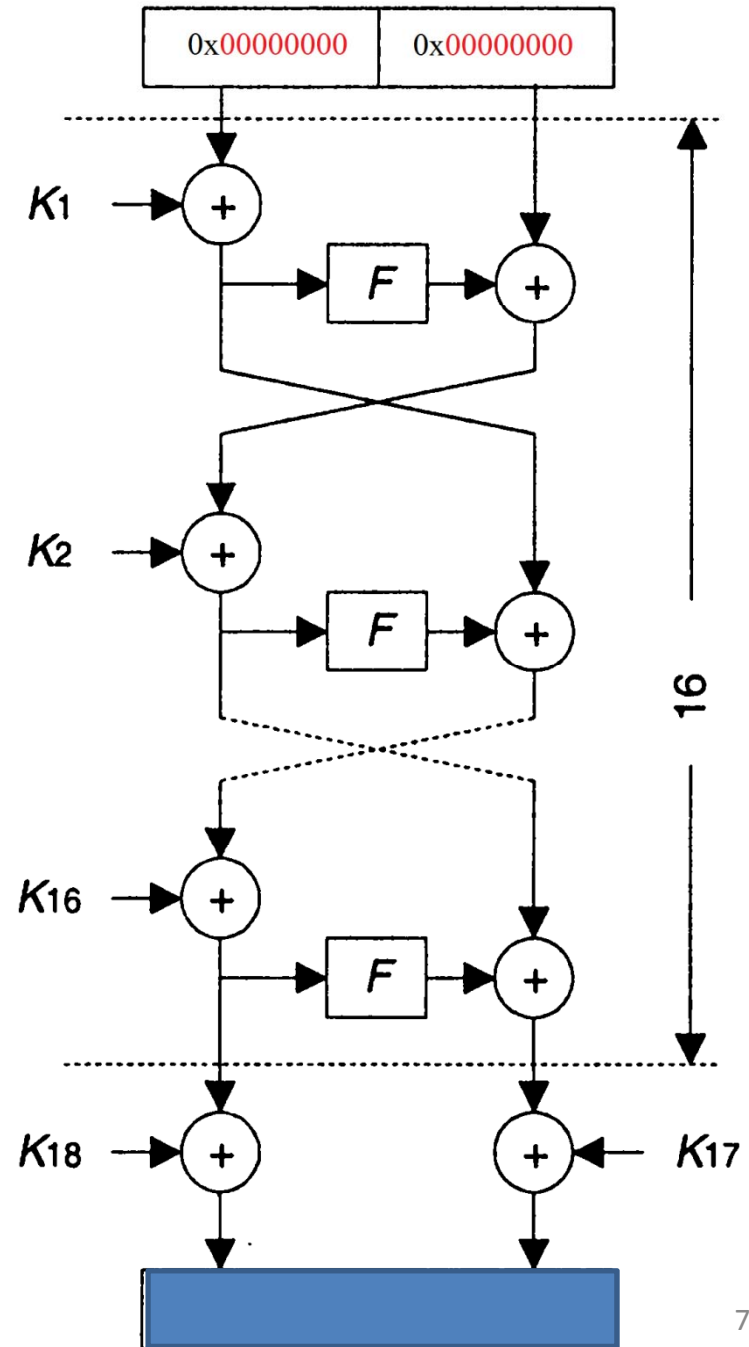 0x00000000 0x00000000
K1
+
F
+
K2
+
F
+
16
K16
+
F
+
K18
+
+
K17
7